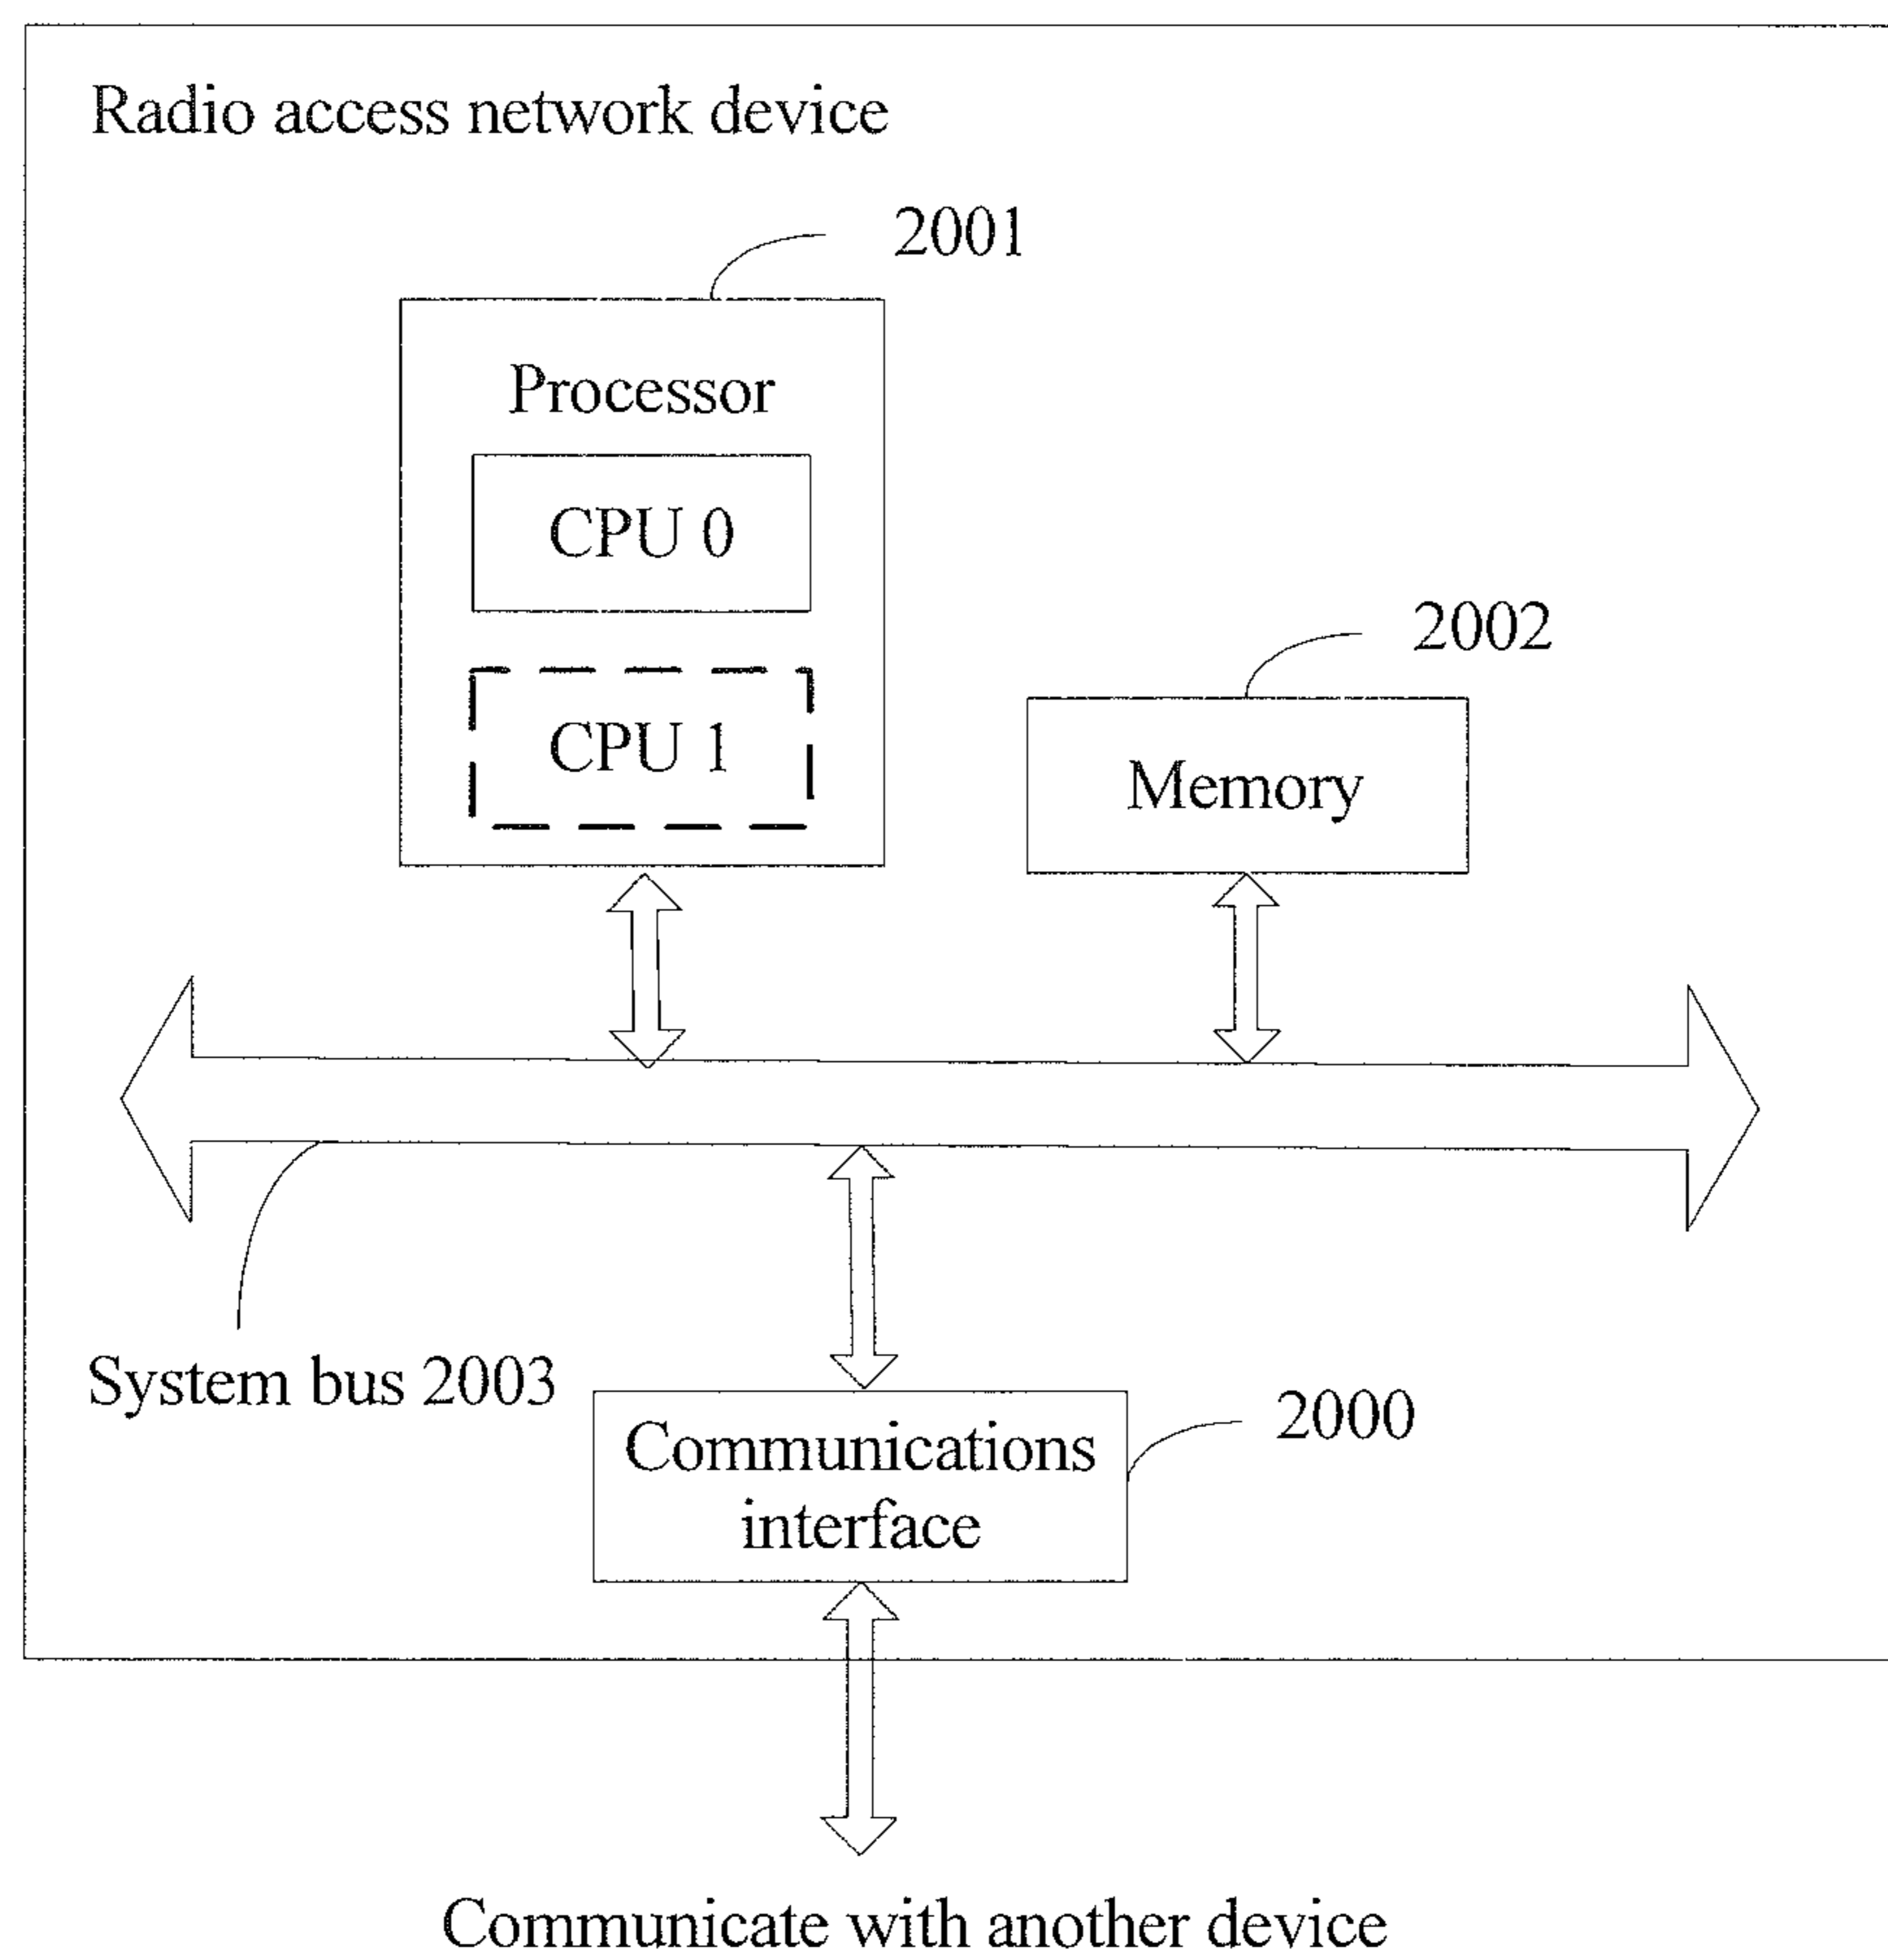 Radio access network device
2001
Processor
CPU 0
CPU 1
2002
Memory
System bus 2003
2000
Communications
interface
Communicate with another device